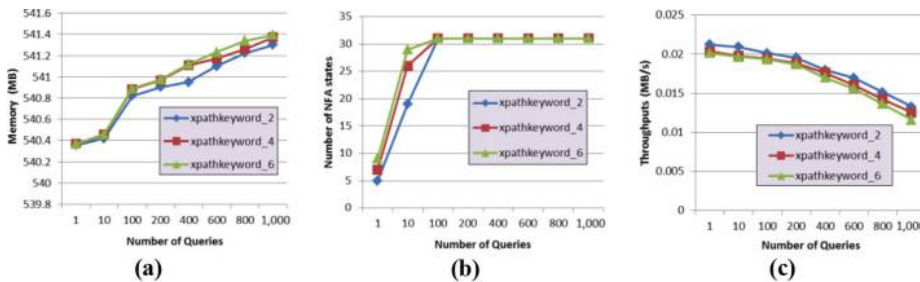 541.6
541.4
541.2
541
540.8
540.6
540.4
540.2
540
539.8
Memory (MB)
xpathkeyword_2
xpathkeyword_4
xpathkeyword_6
1 10 100 200 400 600 800 1,000
Number of Queries
(a)
35
30
25
20
15
10
5
0
Number of NFA states
xpathkeyword_2
xpathkeyword_4
xpathkeyword_6
1 10 100 200 400 600 800 1,000
Number of Queries
(b)
0.025
0.02
0.015
0.01
0.005
0
Throughputs (MB/s)
xpathkeyword_2
xpathkeyword_4
xpathkeyword_6
1 10 100 200 400 600 800 1,000
Number of Queries
(c)